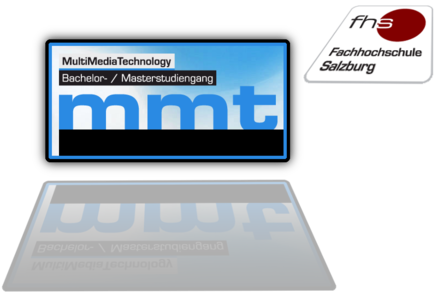 MultiMediaTechnology
Bachelor- / Masterstudiengang
mmt
fhs
Fachhochschule
Salzburg